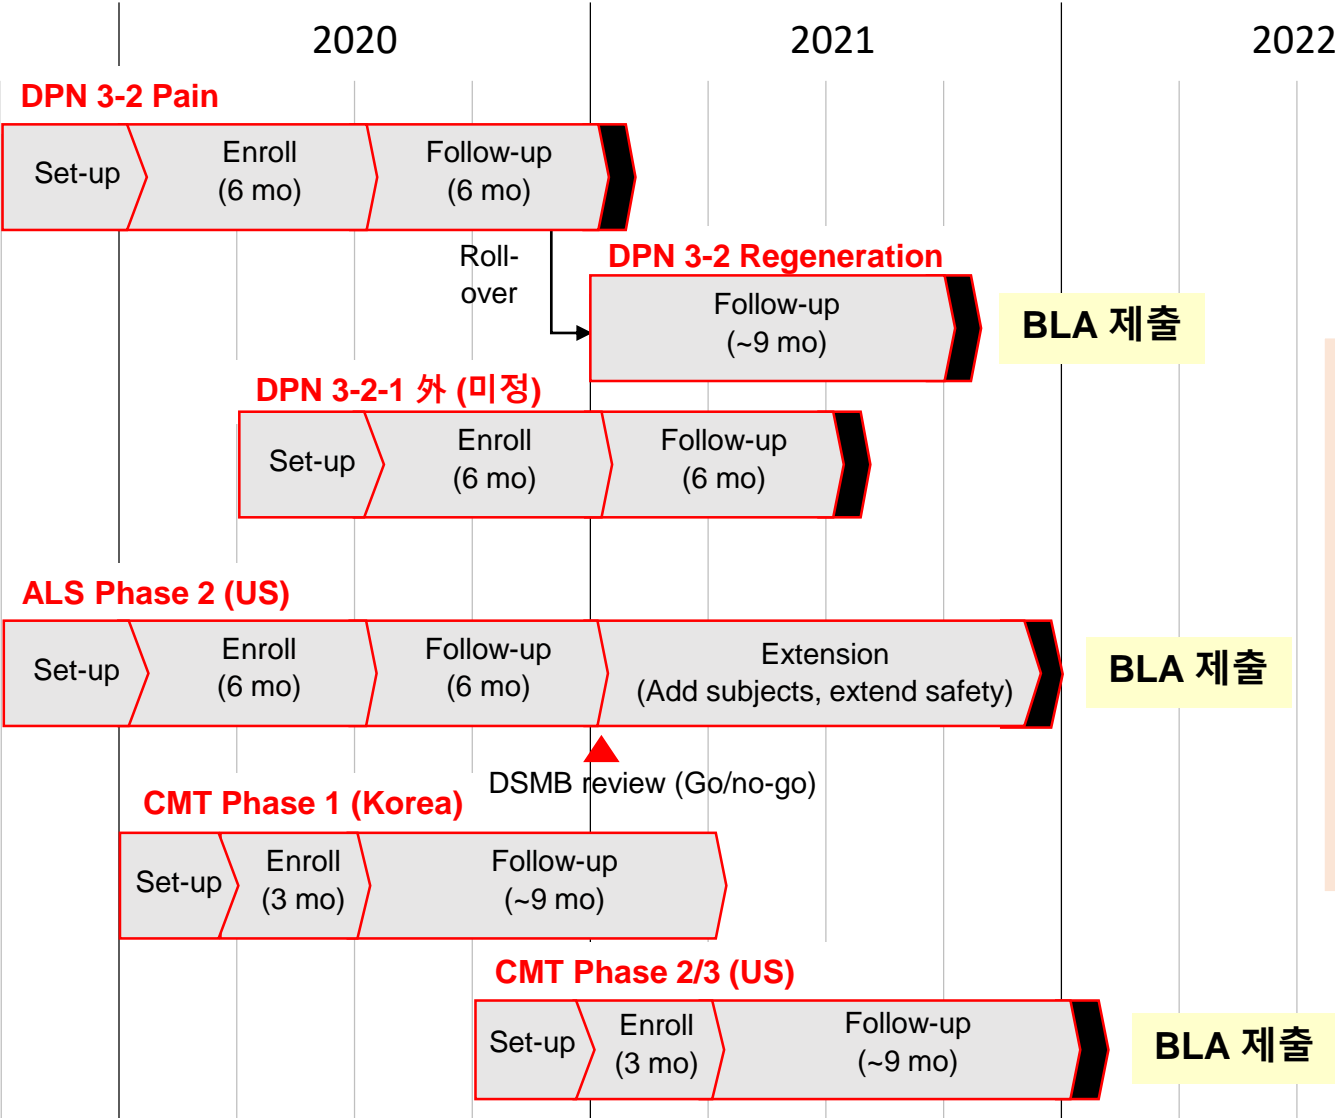 2020
2021
2022
DPN 3-2 Pain
Set-up
Enroll
(6 mo)
Follow-up
(6 mo)
Roll-
over
DPN 3-2 Regeneration
Follow-up
(~9 mo)
BLA 제출
DPN 3-2-1 外 (미정)
Set-up
Enroll
(6 mo)
Follow-up
(6 mo)
ALS Phase 2 (US)
Set-up
Enroll
(6 mo)
Follow-up
(6 mo)
Extension
(Add subjects, extend safety)
BLA 제출
DSMB review (Go/no-go)
CMT Phase 1 (Korea)
Set-up
Enroll
(3 mo)
Follow-up
(~9 mo)
CMT Phase 2/3 (US)
Set-up
Enroll
(3 mo)
Follow-up
(~9 mo)
BLA 제출